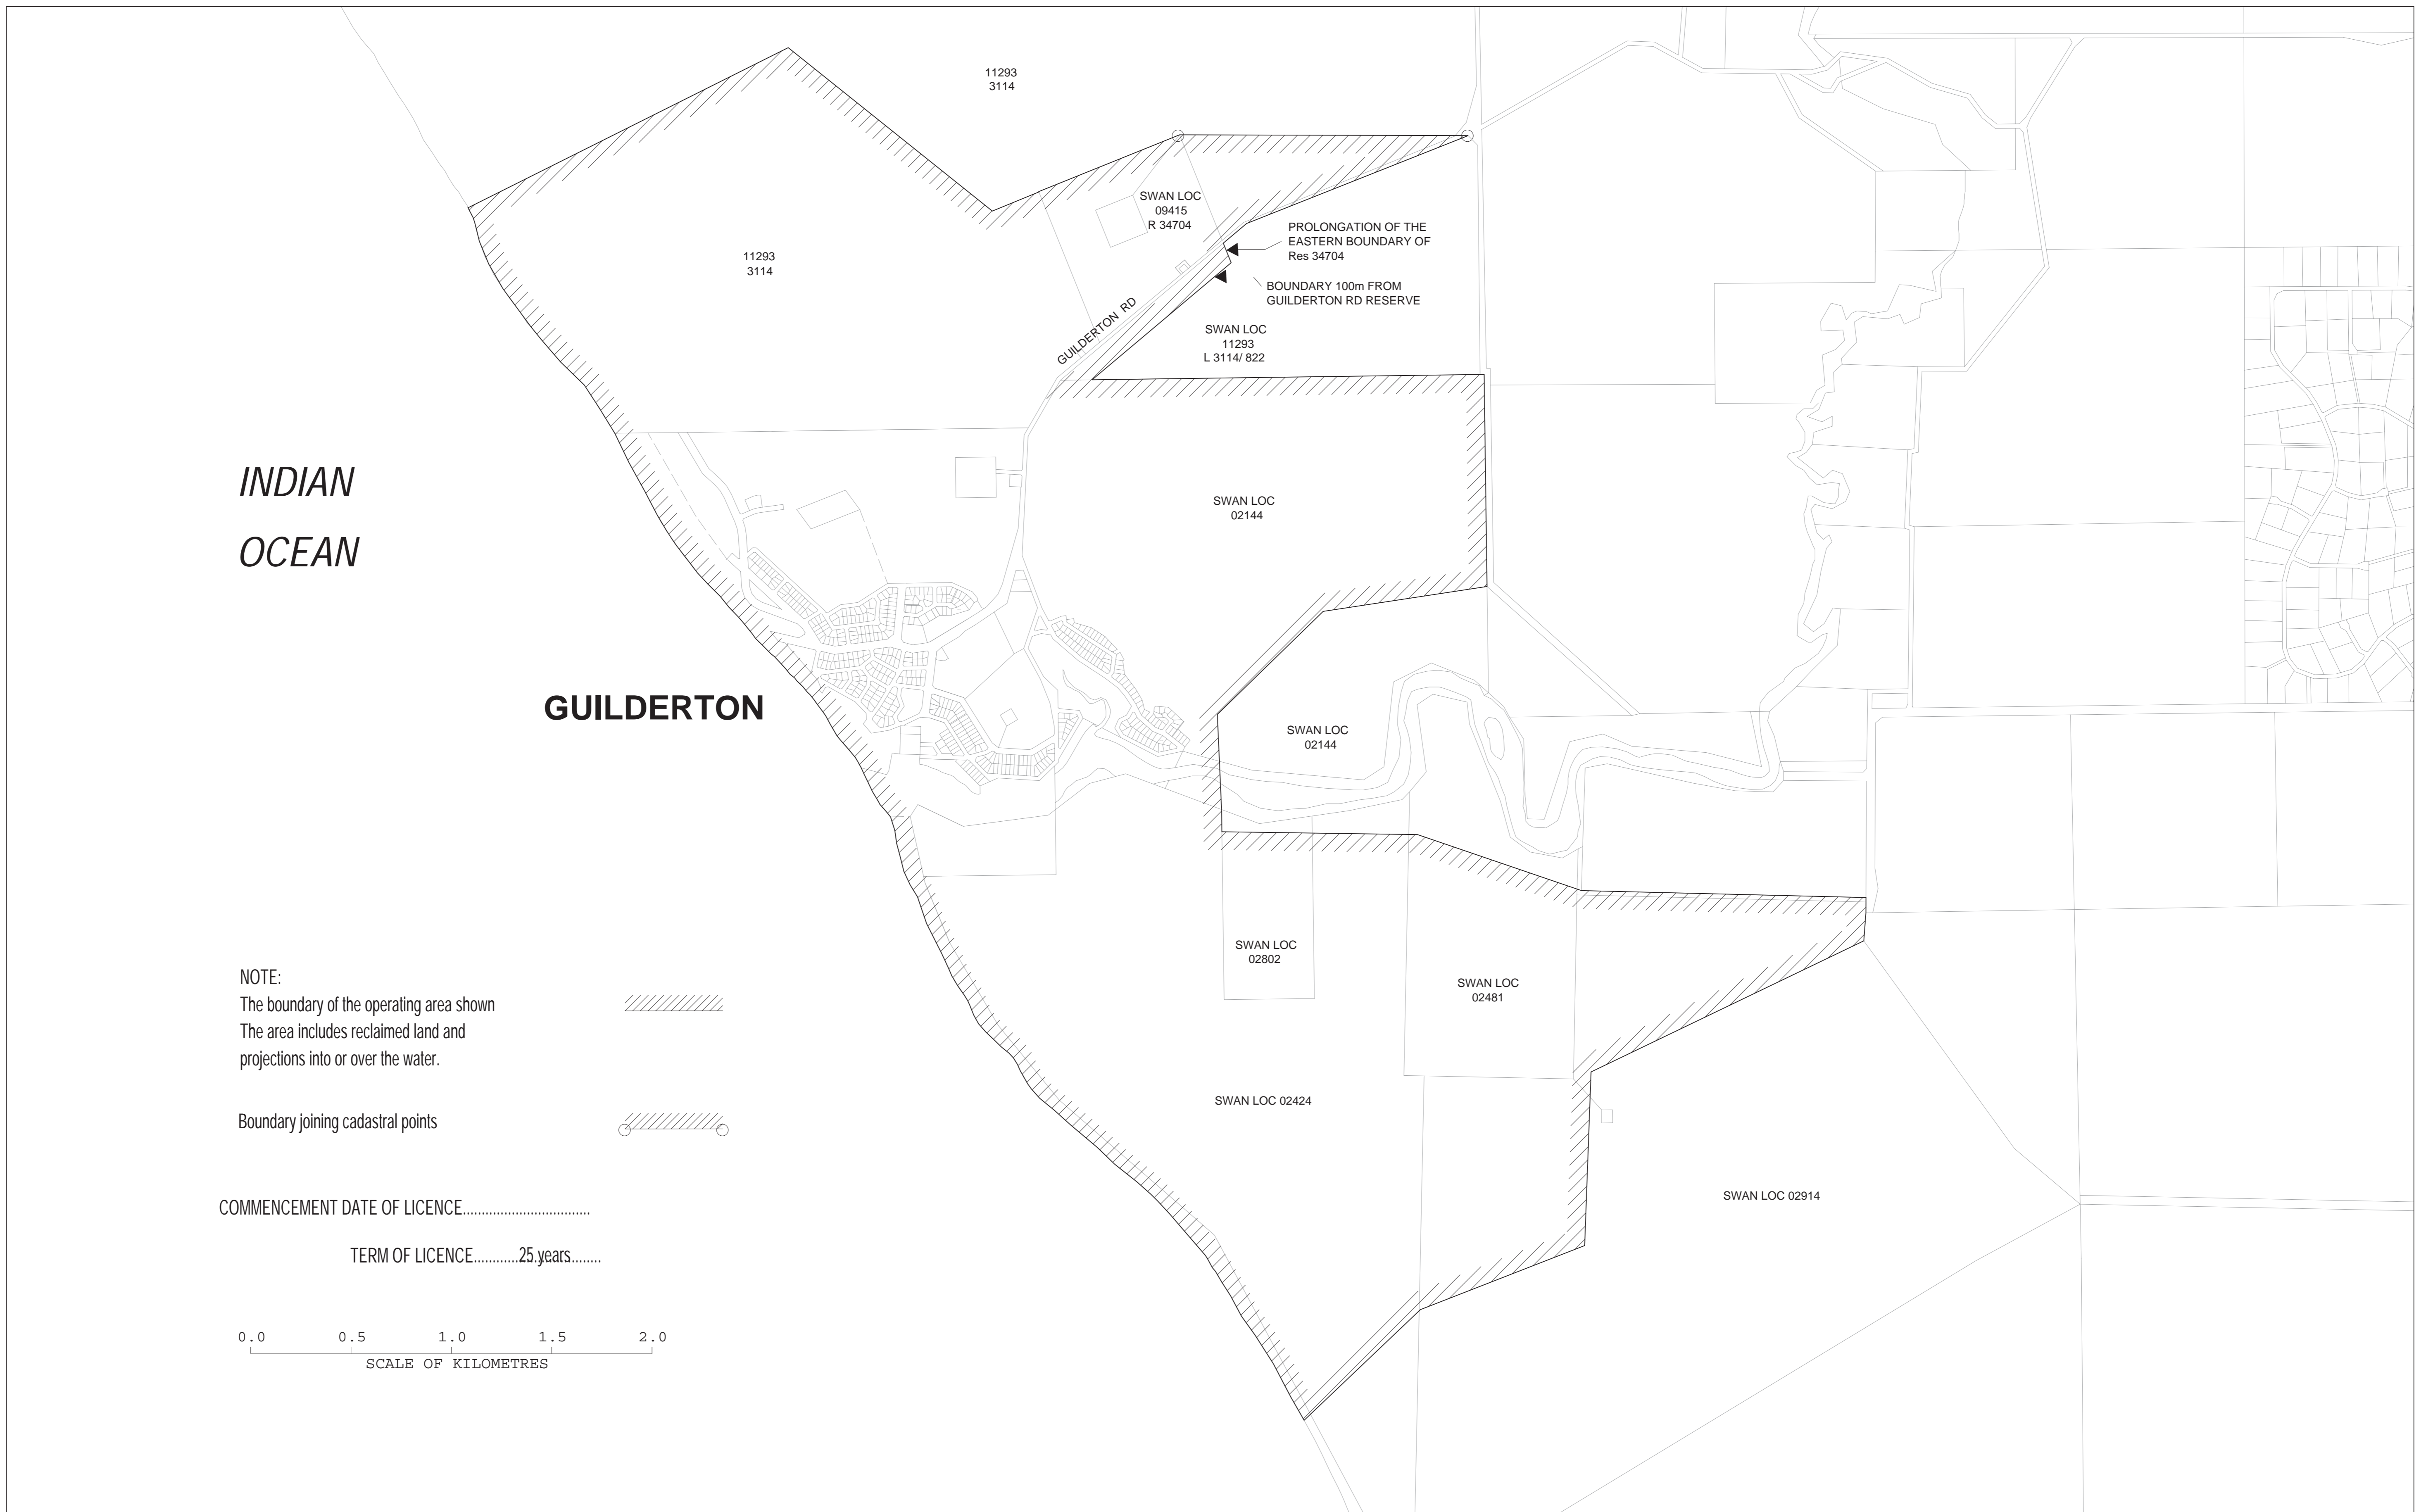 11293
3114
SWAN LOC
09415
R 34704
PROLONGATION OF THE
EASTERN BOUNDARY OF
Res 34704
11293
3114
BOUNDARY 100m FROM
GUILDERTON RD RESERVE
GUILDERTON RD
SWAN LOC
11293
L 3114/ 822
INDIAN
OCEAN
SWAN LOC
02144
GUILDERTON
SWAN LOC
02144
SWAN LOC
02802
SWAN LOC
02481
NOTE:
The boundary of the operating area shown
The area includes reclaimed land and
projections into or over the water.
SWAN LOC 02424
Boundary joining cadastral points
SWAN LOC 02914
COMMENCEMENT DATE OF LICENCE..................................
TERM OF LICENCE............25 years........
0.0 0.5 1.0 1.5 2.0
SCALE OF KILOMETRES